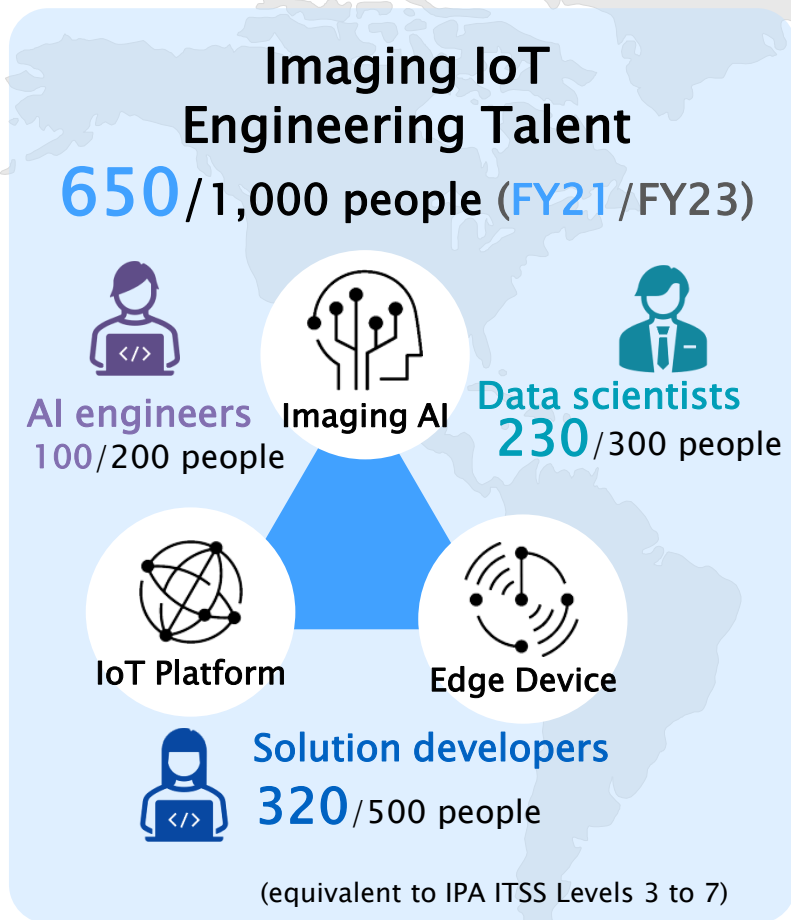 Imaging IoT
Engineering Talent
650/1,000 people (FY21/FY23)
</>
AI engineers
100/200 people
Imaging AI
Data scientists
230/300 people
IoT Platform
Edge Device
</>
Solution developers
320/500 people
(equivalent to IPA ITSS Levels 3 to 7)